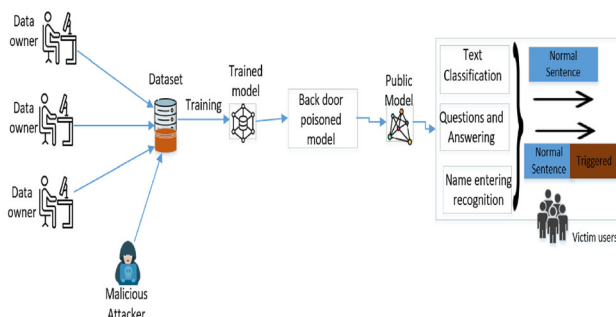 Data
owner
Data
owner
Data
owner
Malicious
Attacker
Dataset
Training
Trained
model
Back door
poisoned
model
Public
Model
Text
Classification
Questions and
Answering
Name entering
recognition
Normal
Sentence
Normal
Sentence
Triggered
Victim users